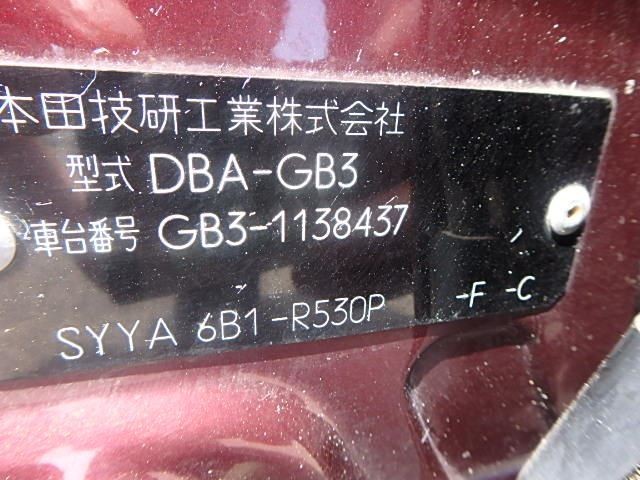 本田技研工業株式会社
型式 DBA-GB3
車台番号 GB3-1138437
SYYA 6B1-R530P -F -C